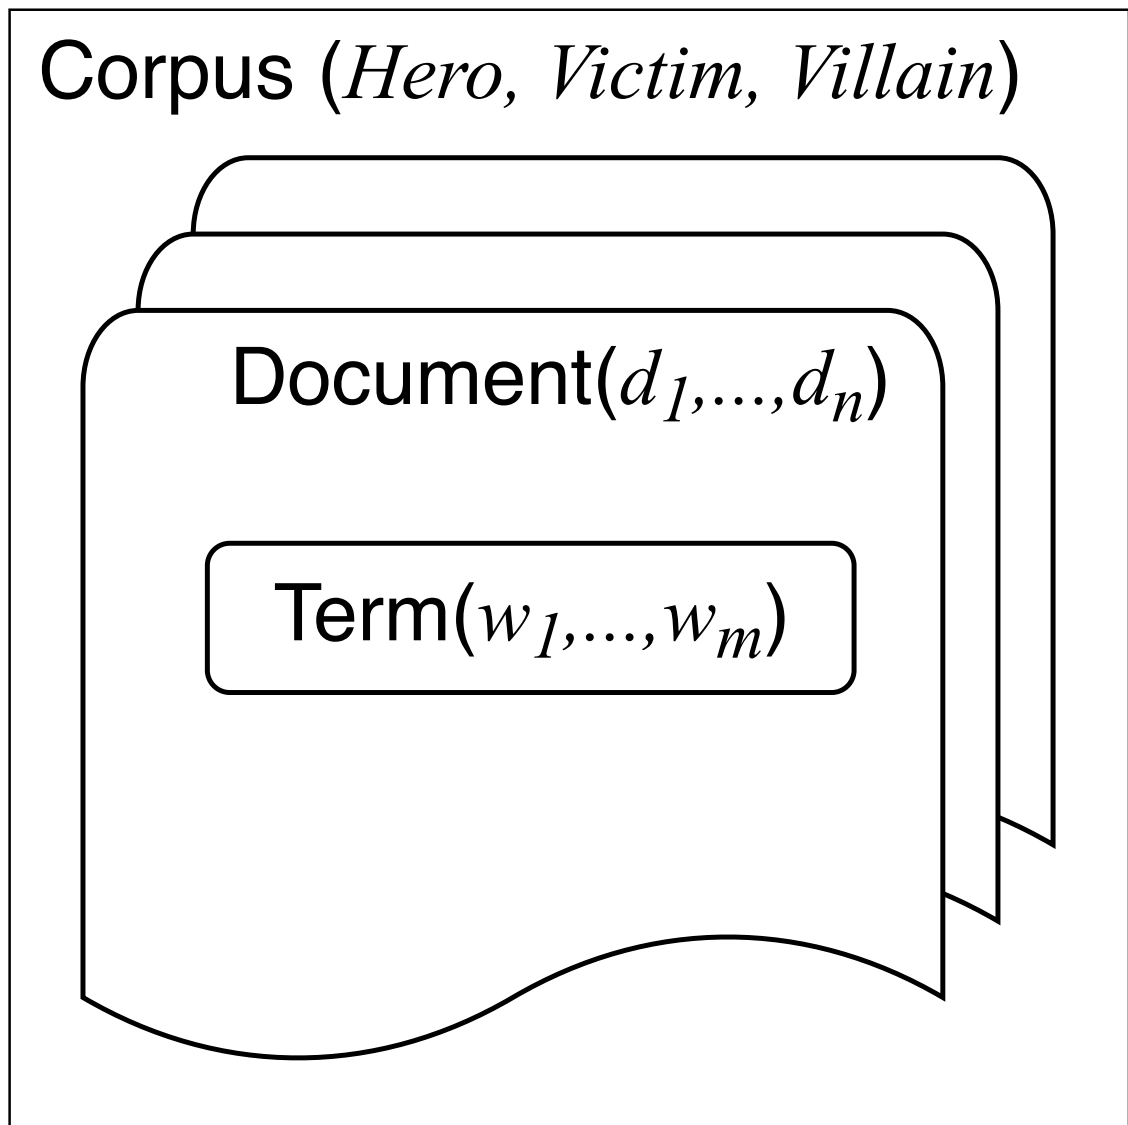 Corpus (Hero, Victim, Villain)
Document(d1,...,dn)
Term(w1,...,wm)